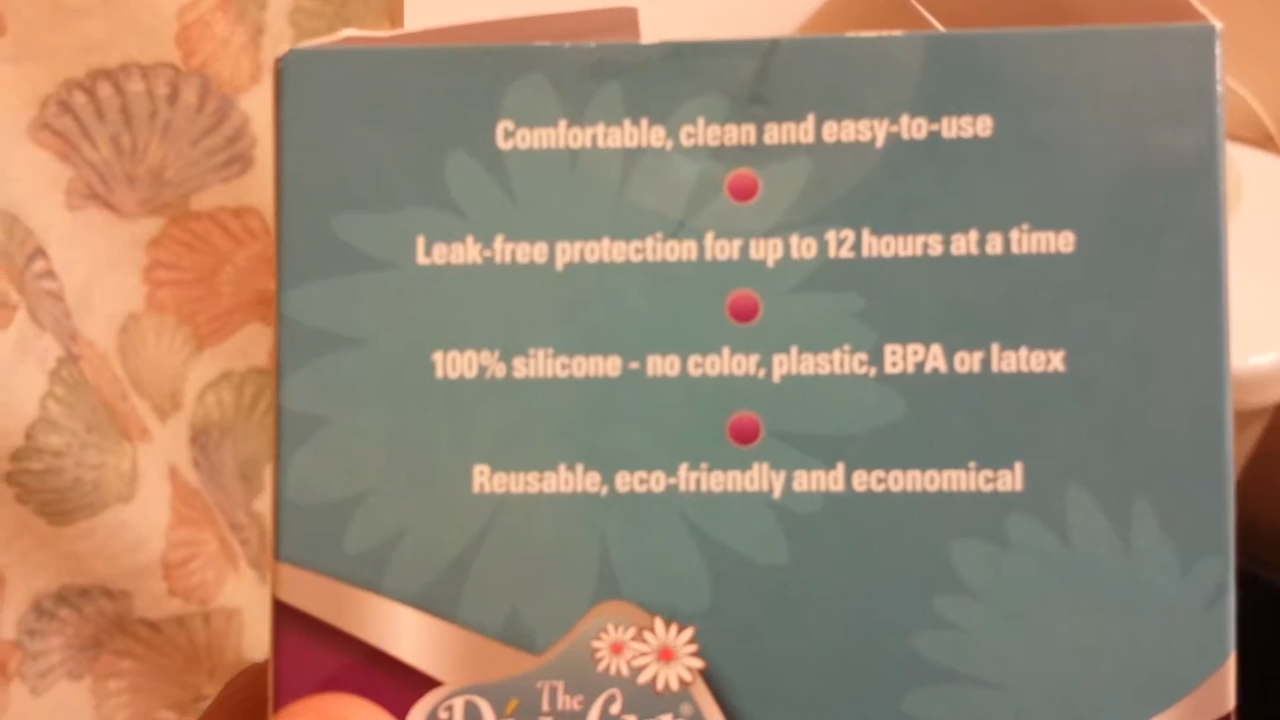 Comfortable, clean and easy-to-use
Leak-free protection for up to 12 hours at a time
100% silicone - no color, plastic, BPA or latex
Reusable, eco-friendly and economical
The